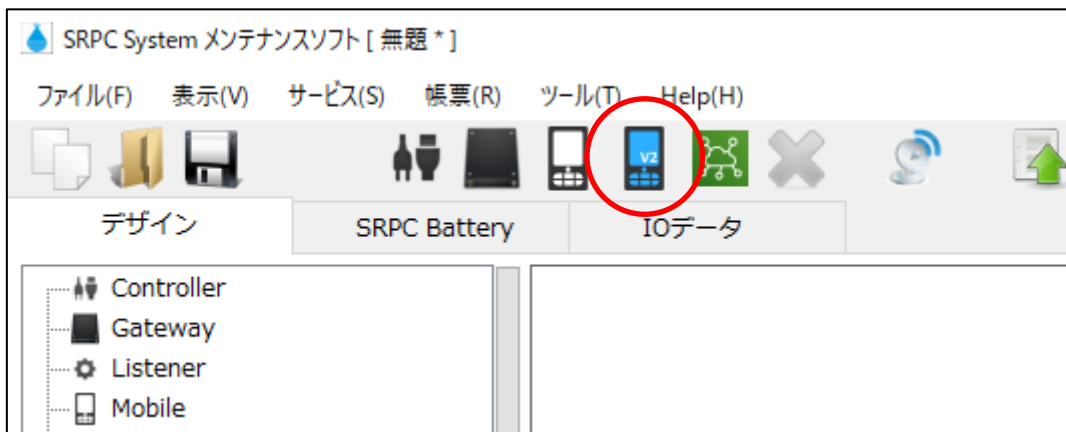 SRPC System メンテナンスソフト [ 無題 * ]
ファイル(F) 表示(V) サービス(S) 帳票(R) ツール(T) Help(H)
V2
デザイン SRPC Battery IOデータ
Controller
Gateway
Listener
Mobile